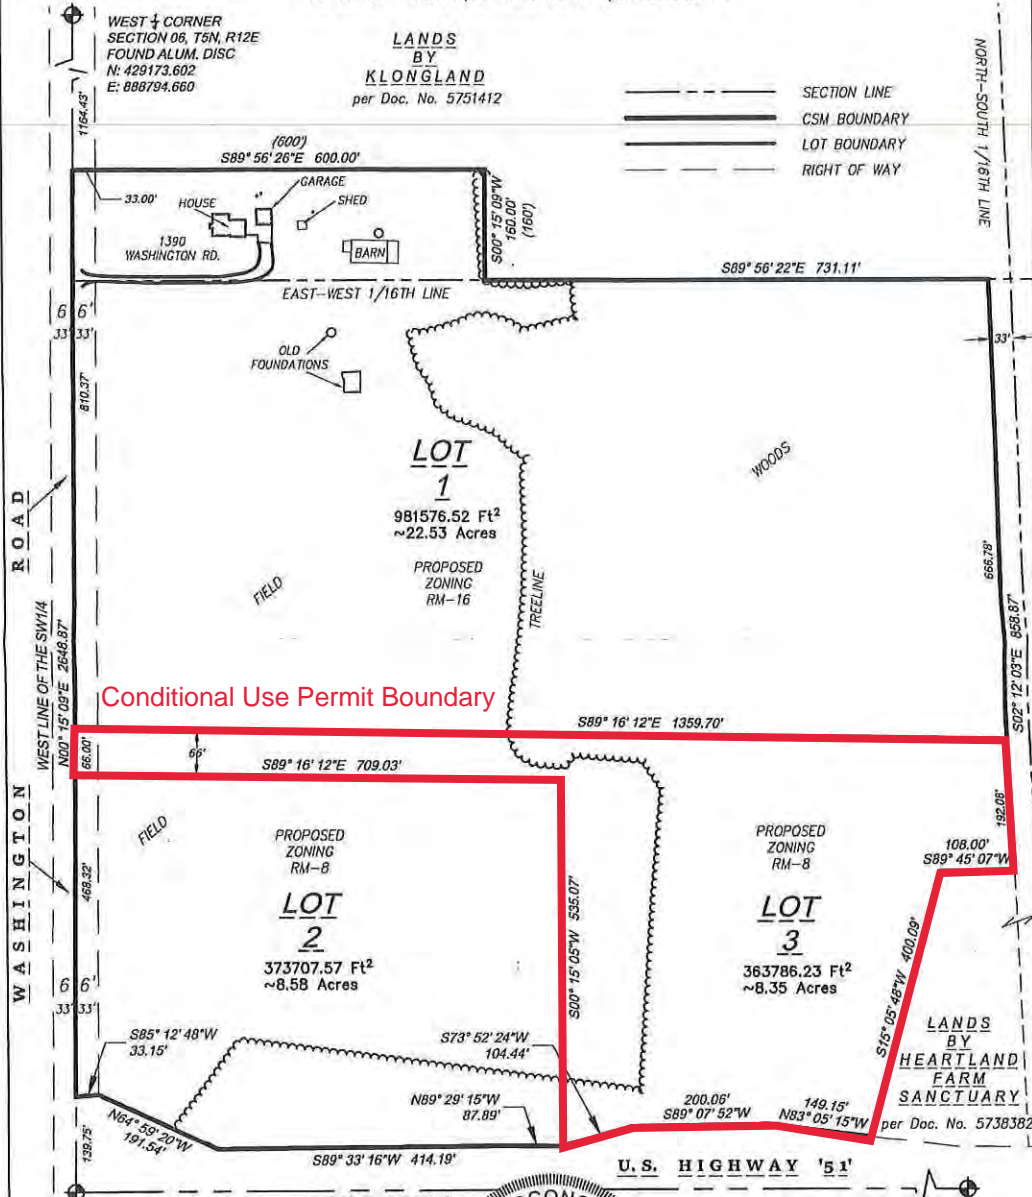 WEST ¼ CORNER
SECTION 06, T5N, R12E
FOUND ALUM. DISC
N: 429173.602
E: 888794.660
LANDS
BY
KLONGLAND
per Doc. No. 5751412
SECTION LINE
CSM BOUNDARY
LOT BOUNDARY
RIGHT OF WAY
NORTH-SOUTH 1/16TH LINE
1164.43'
(600')
S89° 56' 26"E 600.00'
33.00'
HOUSE
GARAGE
SHED
1390
WASHINGTON RD.
BARN
S00° 15' 09"W
160.00'
(160')
S89° 56' 22"E 731.11'
EAST-WEST 1/16TH LINE
6 6'
33' 33'
33'
OLD
FOUNDATIONS
810.37'
LOT
1
981576.52 Ft²
~22.53 Acres
PROPOSED
ZONING
RM-16
WOODS
FIELD
TREELINE
666.78'
S02° 12' 03"E 858.87'
ROAD
WEST LINE OF THE SW1/4
N00° 15' 09"E 2648.87'
Conditional Use Permit Boundary
S89° 16' 12"E 1359.70'
66.00'
66'
S89° 16' 12"E 709.03'
192.08'
WASHINGTON
FIELD
468.32'
PROPOSED
ZONING
RM-8
LOT
2
373707.57 Ft²
~8.58 Acres
S00° 15' 05"W 535.07'
PROPOSED
ZONING
RM-8
LOT
3
363786.23 Ft²
~8.35 Acres
108.00'
S89° 45' 07"W
S15° 05' 48"W 400.09'
6 6'
33' 33'
S85° 12' 48"W
33.15'
S73° 52' 24"W
104.44'
LANDS
BY
HEARTLAND
FARM
SANCTUARY
per Doc. No. 5738382
N64° 59' 20"W
191.54'
139.75'
N89° 29' 15"W
87.89'
200.06'
S89° 07' 52"W
149.15'
N83° 05' 15"W
S89° 33' 16"W 414.19'
U.S. HIGHWAY '51'